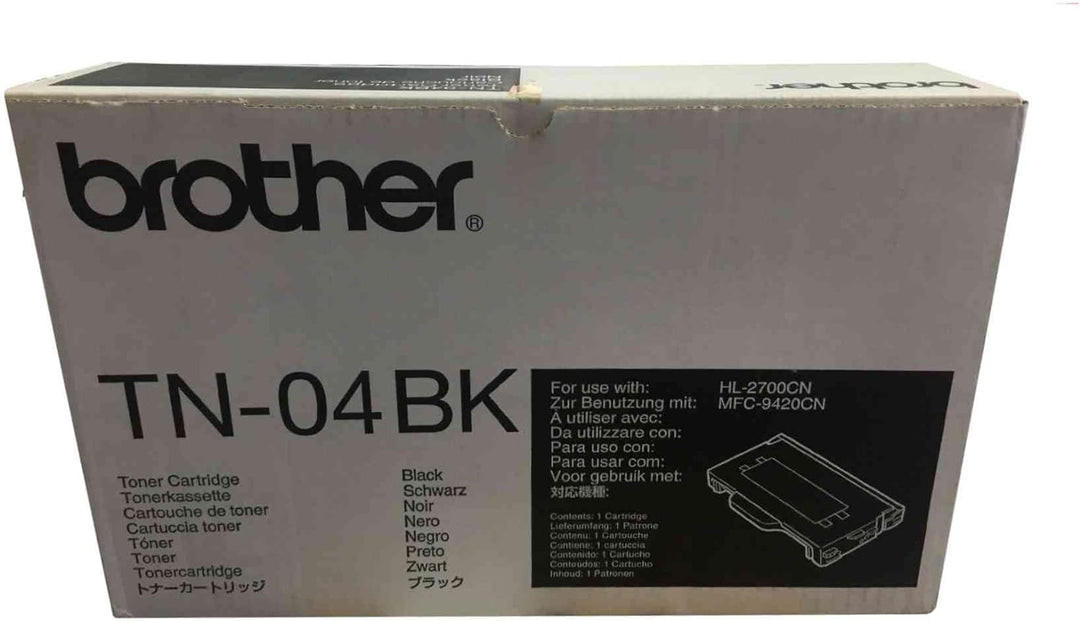 brother
brother®
TN-04BK
Toner Cartridge Black
Tonerkassette Schwarz
Cartouche de toner Noir
Cartuccia toner Nero
Tóner Negro
Toner Preto
Tonercartridge Zwart
トナーカートリッジ ブラック
For use with: HL-2700CN
Zur Benutzung mit: MFC-9420CN
À utiliser avec:
Da utilizzare con:
Para uso con:
Para usar com:
Voor gebruik met:
対応機種:
Contents: 1 Cartridge
Lieferumfang: 1 Patrone
Contenu: 1 Cartouche
Contiene: 1 cartuccia
Contenido: 1 Cartucho
Conteúdos: 1 Cartucho
Inhoud: 1 Patronen